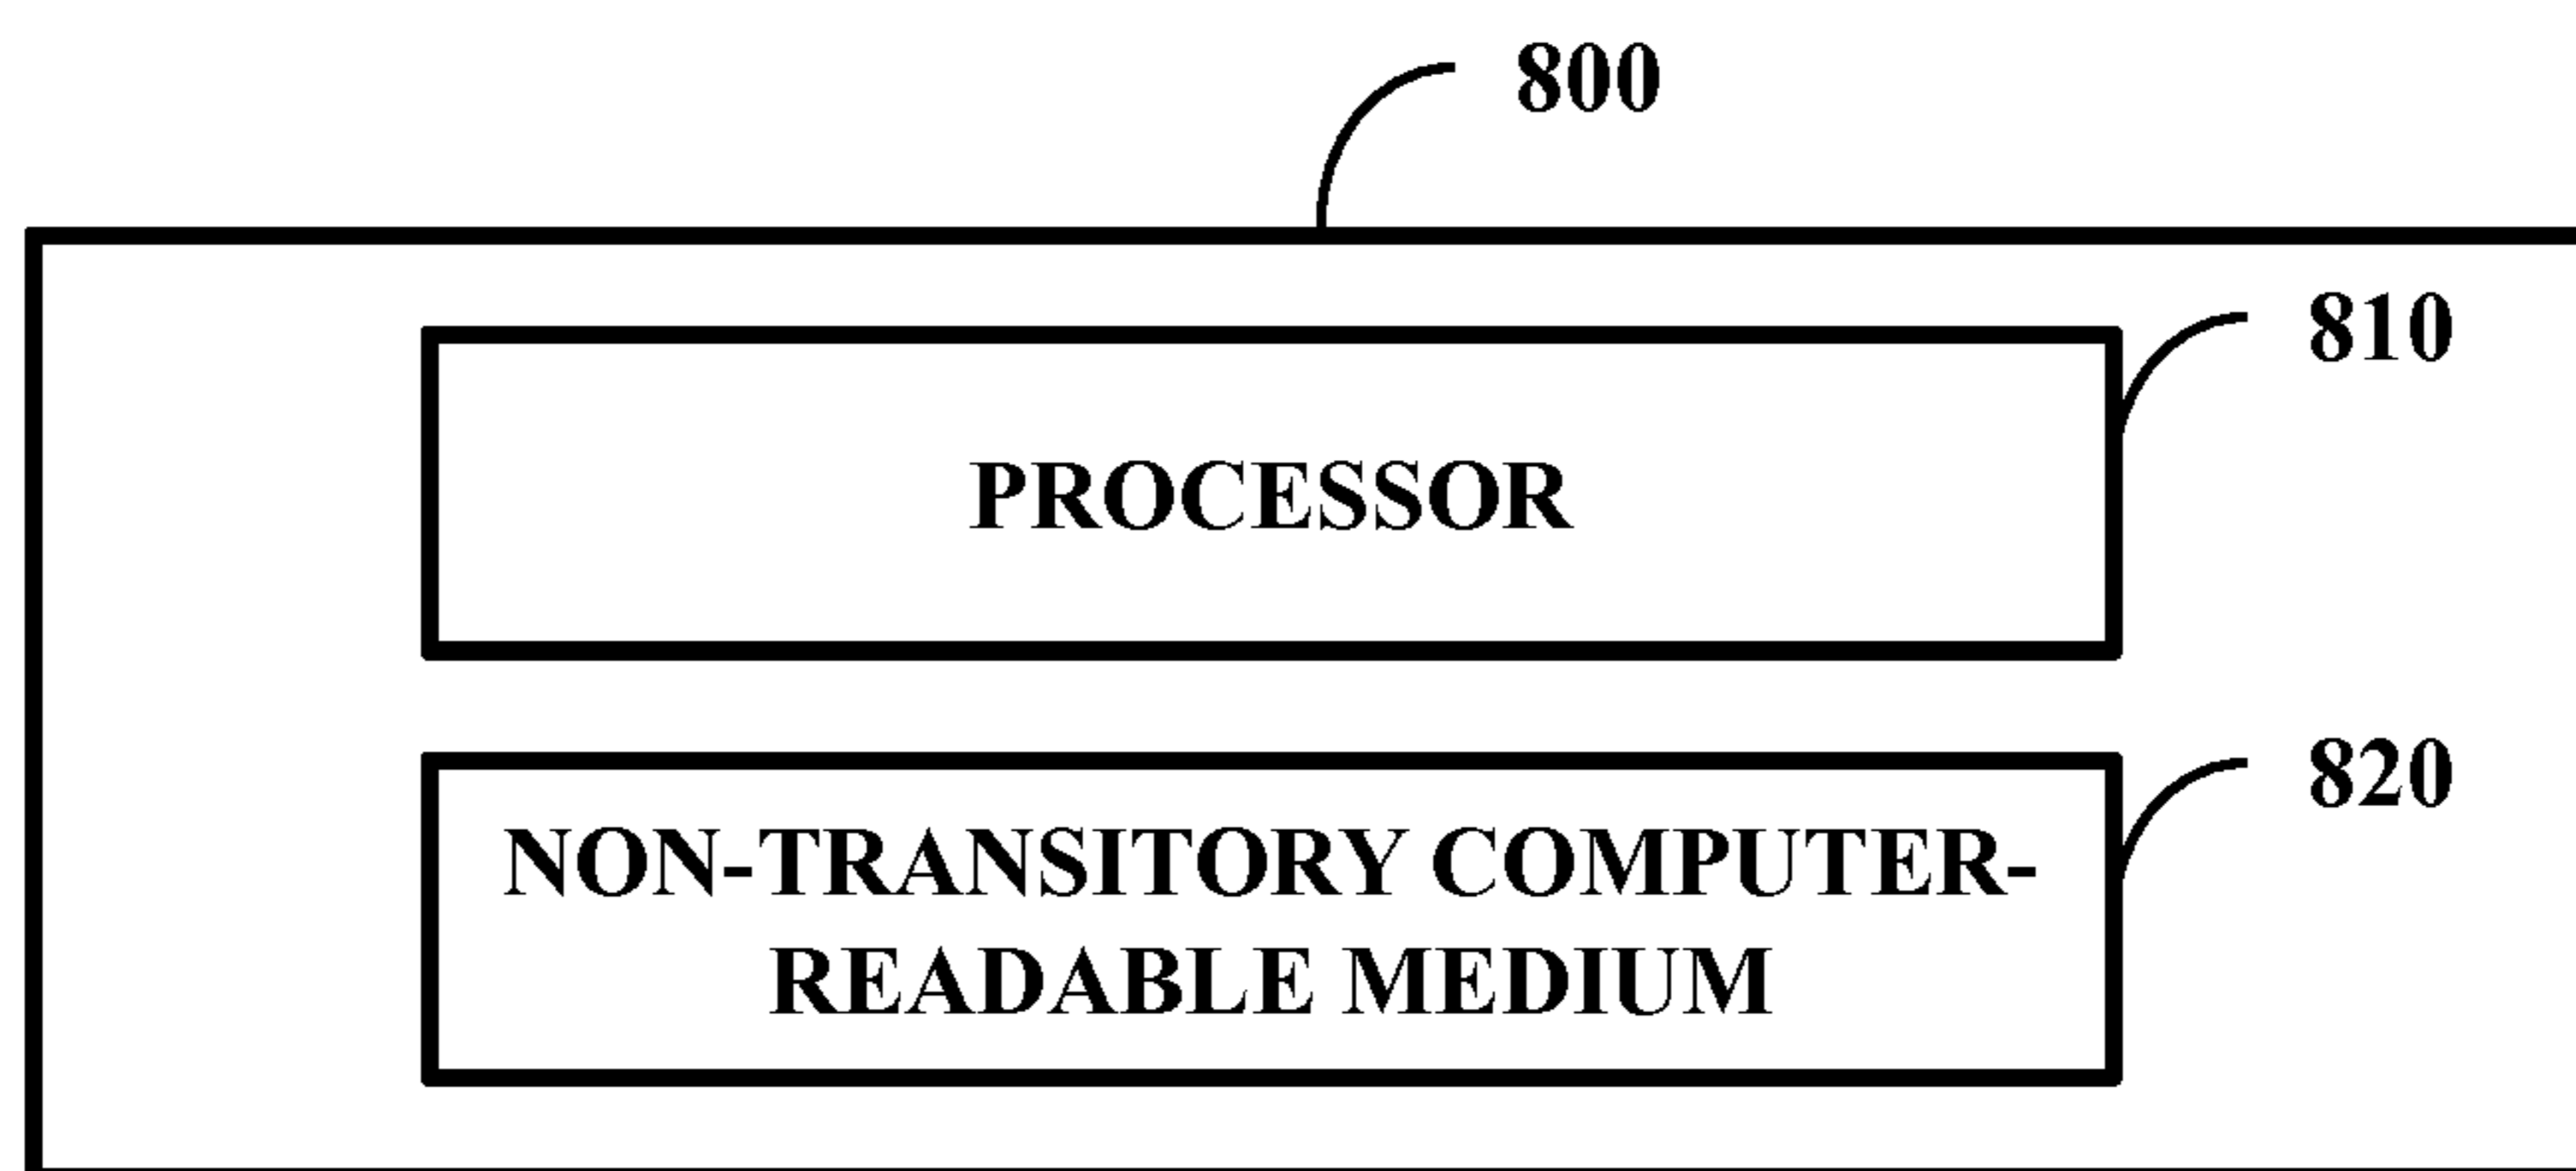 800
810
PROCESSOR
820
NON-TRANSITORY COMPUTER-
READABLE MEDIUM